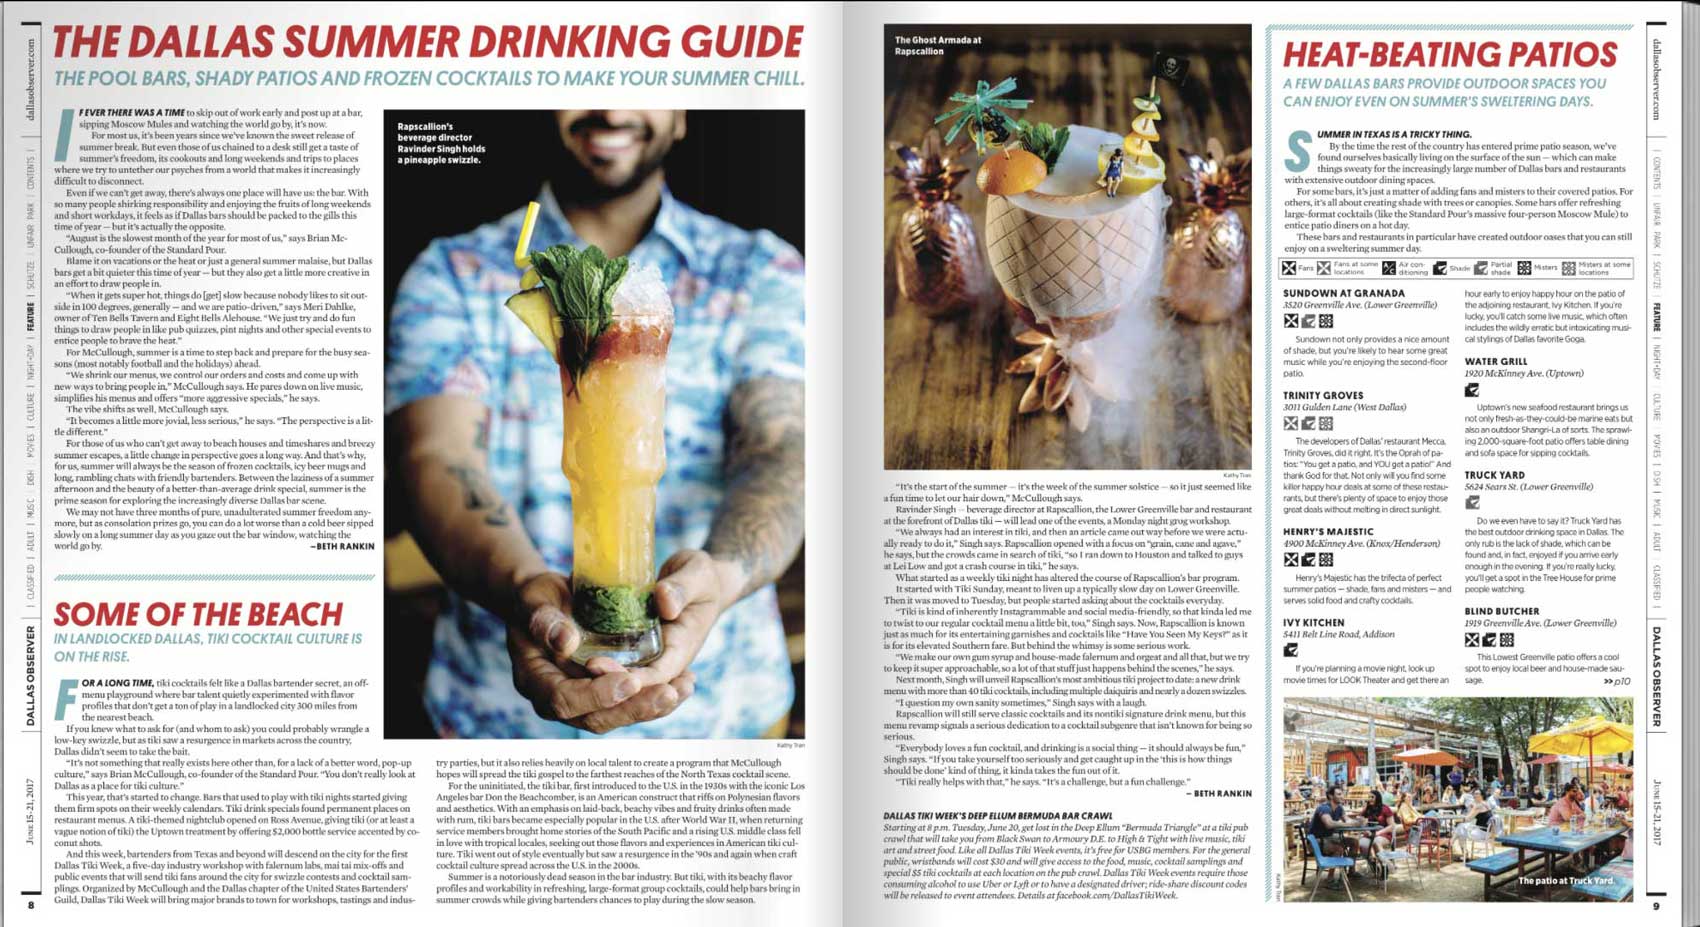 THE DALLAS SUMMER DRINKING GUIDE
THE POOL BARS, SHADY PATIOS AND FROZEN COCKTAILS TO MAKE YOUR SUMMER CHILL.
IF EVER THERE WAS A TIME to skip out of work early and post up at a bar,
sipping Moscow Mules and watching the world go by, it's now.
For most us, it's been years since we've known the sweet release of
summer break. But even those of us chained to a desk still get a taste of
summer's freedom, its cookouts and long weekends and trips to places
where we try to untether our psyches from a world that makes it increasingly
difficult to disconnect.
Even if we can't get away, there's always one place will have us: the bar. With
so many people shirking responsibility and enjoying the fruits of long weekends
and short workdays, it feels as if Dallas bars should be packed to the gills this
time of year — but it's actually the opposite.
"August is the slowest month of the year for most of us," says Brian Mc-
Cullough, co-founder of the Standard Pour.
Blame it on vacations or the heat or just a general summer malaise, but Dallas
bars get a bit quieter this time of year — but they also get a little more creative in
an effort to draw people in.
"When it gets super hot, things do [get] slow because nobody likes to sit out-
side in 100 degrees, generally — and we are patio-driven," says Meri Dahlke,
owner of Ten Bells Tavern and Eight Bells Alehouse. "We just try and do fun
things to draw people in like pub quizzes, pint nights and other special events to
entice people to brave the heat."
For McCullough, summer is a time to step back and prepare for the busy sea-
sons (most notably football and the holidays) ahead.
"We shrink our menus, we control our orders and costs and come up with
new ways to bring people in," McCullough says. He pares down on live music,
simplifies his menus and offers "more aggressive specials," he says.
The vibe shifts as well, McCullough says.
"It becomes a little more jovial, less serious," he says. "The perspective is a lit-
tle different."
For those of us who can't get away to beach houses and timeshares and breezy
summer escapes, a little change in perspective goes a long way. And that's why,
for us, summer will always be the season of frozen cocktails, icy beer mugs and
long, rambling chats with friendly bartenders. Between the laziness of a summer
afternoon and the beauty of a better-than-average drink special, summer is the
prime season for exploring the increasingly diverse Dallas bar scene.
We may not have three months of pure, unadulterated summer freedom any-
more, but as consolation prizes go, you can do a lot worse than a cold beer sipped
slowly on a long summer day as you gaze out the bar window, watching the
world go by.
—BETH RANKIN
Rapscallion's
beverage director
Ravinder Singh holds
a pineapple swizzle.
Kathy Tran
SOME OF THE BEACH
IN LANDLOCKED DALLAS, TIKI COCKTAIL CULTURE IS
ON THE RISE.
FOR A LONG TIME, tiki cocktails felt like a Dallas bartender secret, an off-
menu playground where bar talent quietly experimented with flavor
profiles that don't get a ton of play in a landlocked city 300 miles from
the nearest beach.
If you knew what to ask for (and whom to ask) you could probably wrangle a
low-key swizzle, but as tiki saw a resurgence in markets across the country,
Dallas didn't seem to take the bait.
"It's not something that really exists here other than, for a lack of a better word, pop-up
culture," says Brian McCullough, co-founder of the Standard Pour. "You don't really look at
Dallas as a place for tiki culture."
This year, that's started to change. Bars that used to play with tiki nights started giving
them firm spots on their weekly calendars. Tiki drink specials found permanent places on
restaurant menus. A tiki-themed nightclub opened on Ross Avenue, giving tiki (or at least a
vague notion of tiki) the Uptown treatment by offering $2,000 bottle service accented by co-
conut shots.
And this week, bartenders from Texas and beyond will descend on the city for the first
Dallas Tiki Week, a five-day industry workshop with falernum labs, mai tai mix-offs and
public events that will send tiki fans around the city for swizzle contests and cocktail sam-
plings. Organized by McCullough and the Dallas chapter of the United States Bartenders'
Guild, Dallas Tiki Week will bring major brands to town for workshops, tastings and indus-
try parties, but it also relies heavily on local talent to create a program that McCullough
hopes will spread the tiki gospel to the farthest reaches of the North Texas cocktail scene.
For the uninitiated, the tiki bar, first introduced to the U.S. in the 1930s with the iconic Los
Angeles bar Don the Beachcomber, is an American construct that riffs on Polynesian flavors
and aesthetics. With an emphasis on laid-back, beachy vibes and fruity drinks often made
with rum, tiki bars became especially popular in the U.S. after World War II, when returning
service members brought home stories of the South Pacific and a rising U.S. middle class fell
in love with tropical locales, seeking out those flavors and experiences in American tiki cul-
ture. Tiki went out of style eventually but saw a resurgence in the '90s and again when craft
cocktail culture spread across the U.S. in the 2000s.
Summer is a notoriously dead season in the bar industry. But tiki, with its beachy flavor
profiles and workability in refreshing, large-format group cocktails, could help bars bring in
summer crowds while giving bartenders chances to play during the slow season.
dallasobserver.com
| CLASSIFIED | ADULT | MUSIC | DISH | MOVIES | CULTURE | NIGHT+DAY | FEATURE | SCHUTZE | UNFAIR PARK | CONTENTS |
DALLAS OBSERVER
JUNE 15–21, 2017
8
The Ghost Armada at
Rapscallion
Kathy Tran
"It's the start of the summer — it's the week of the summer solstice — so it just seemed like
a fun time to let our hair down," McCullough says.
Ravinder Singh — beverage director at Rapscallion, the Lower Greenville bar and restaurant
at the forefront of Dallas tiki — will lead one of the events, a Monday night grog workshop.
"We always had an interest in tiki, and then an article came out way before we were actu-
ally ready to do it," Singh says. Rapscallion opened with a focus on "grain, cane and agave,"
he says, but the crowds came in search of tiki, "so I ran down to Houston and talked to guys
at Lei Low and got a crash course in tiki," he says.
What started as a weekly tiki night has altered the course of Rapscallion's bar program.
It started with Tiki Sunday, meant to liven up a typically slow day on Lower Greenville.
Then it was moved to Tuesday, but people started asking about the cocktails everyday.
"Tiki is kind of inherently Instagrammable and social media-friendly, so that kinda led me
to twist to our regular cocktail menu a little bit, too," Singh says. Now, Rapscallion is known
just as much for its entertaining garnishes and cocktails like "Have You Seen My Keys?" as it
is for its elevated Southern fare. But behind the whimsy is some serious work.
"We make our own gum syrup and house-made falernum and orgeat and all that, but we try
to keep it super approachable, so a lot of that stuff just happens behind the scenes," he says.
Next month, Singh will unveil Rapscallion's most ambitious tiki project to date: a new drink
menu with more than 40 tiki cocktails, including multiple daiquiris and nearly a dozen swizzles.
"I question my own sanity sometimes," Singh says with a laugh.
Rapscallion will still serve classic cocktails and its nontiki signature drink menu, but this
menu revamp signals a serious dedication to a cocktail subgenre that isn't known for being so
serious.
"Everybody loves a fun cocktail, and drinking is a social thing — it should always be fun,"
Singh says. "If you take yourself too seriously and get caught up in the 'this is how things
should be done' kind of thing, it kinda takes the fun out of it.
"Tiki really helps with that," he says. "It's a challenge, but a fun challenge."
— BETH RANKIN
DALLAS TIKI WEEK'S DEEP ELLUM BERMUDA BAR CRAWL
Starting at 8 p.m. Tuesday, June 20, get lost in the Deep Ellum "Bermuda Triangle" at a tiki pub
crawl that will take you from Black Swan to Armoury D.E. to High & Tight with live music, tiki
art and street food. Like all Dallas Tiki Week events, it's free for USBG members. For the general
public, wristbands will cost $30 and will give access to the food, music, cocktail samplings and
special $5 tiki cocktails at each location on the pub crawl. Dallas Tiki Week events require those
consuming alcohol to use Uber or Lyft or to have a designated driver; ride-share discount codes
will be released to event attendees. Details at facebook.com/DallasTikiWeek.
HEAT-BEATING PATIOS
A FEW DALLAS BARS PROVIDE OUTDOOR SPACES YOU
CAN ENJOY EVEN ON SUMMER'S SWELTERING DAYS.
SUMMER IN TEXAS IS A TRICKY THING.
By the time the rest of the country has entered prime patio season, we've
found ourselves basically living on the surface of the sun — which can make
things sweaty for the increasingly large number of Dallas bars and restaurants
with extensive outdoor dining spaces.
For some bars, it's just a matter of adding fans and misters to their covered patios. For
others, it's all about creating shade with trees or canopies. Some bars offer refreshing
large-format cocktails (like the Standard Pour's massive four-person Moscow Mule) to
entice patio diners on a hot day.
These bars and restaurants in particular have created outdoor oases that you can still
enjoy on a sweltering summer day.
Fans Fans at some locations A/C Air con-ditioning Shade Partial shade Misters Misters at some locations
SUNDOWN AT GRANADA
3520 Greenville Ave. (Lower Greenville)
Sundown not only provides a nice amount
of shade, but you're likely to hear some great
music while you're enjoying the second-floor
patio.
TRINITY GROVES
3011 Gulden Lane (West Dallas)
The developers of Dallas' restaurant Mecca,
Trinity Groves, did it right. It's the Oprah of pa-
tios: "You get a patio, and YOU get a patio!" And
thank God for that. Not only will you find some
killer happy hour deals at some of these restau-
rants, but there's plenty of space to enjoy those
great deals without melting in direct sunlight.
HENRY'S MAJESTIC
4900 McKinney Ave. (Knox/Henderson)
Henry's Majestic has the trifecta of perfect
summer patios — shade, fans and misters — and
serves solid food and crafty cocktails.
IVY KITCHEN
5411 Belt Line Road, Addison
If you're planning a movie night, look up
movie times for LOOK Theater and get there an
hour early to enjoy happy hour on the patio of
the adjoining restaurant, Ivy Kitchen. If you're
lucky, you'll catch some live music, which often
includes the wildly erratic but intoxicating musi-
cal stylings of Dallas favorite Goga.
WATER GRILL
1920 McKinney Ave. (Uptown)
Uptown's new seafood restaurant brings us
not only fresh-as-they-could-be marine eats but
also an outdoor Shangri-La of sorts. The sprawl-
ing 2,000-square-foot patio offers table dining
and sofa space for sipping cocktails.
TRUCK YARD
5624 Sears St. (Lower Greenville)
Do we even have to say it? Truck Yard has
the best outdoor drinking space in Dallas. The
only rub is the lack of shade, which can be
found and, in fact, enjoyed if you arrive early
enough in the evening. If you're really lucky,
you'll get a spot in the Tree House for prime
people watching.
BLIND BUTCHER
1919 Greenville Ave. (Lower Greenville)
This Lowest Greenville patio offers a cool
spot to enjoy local beer and house-made sau-
sage.
>> p10
Kathy Tran
The patio at Truck Yard.
dallasobserver.com
| CONTENTS | UNFAIR PARK | SCHUTZE | FEATURE | NIGHT+DAY | CULTURE | MOVIES | DISH | MUSIC | ADULT | CLASSIFIED |
DALLAS OBSERVER
JUNE 15–21, 2017
9